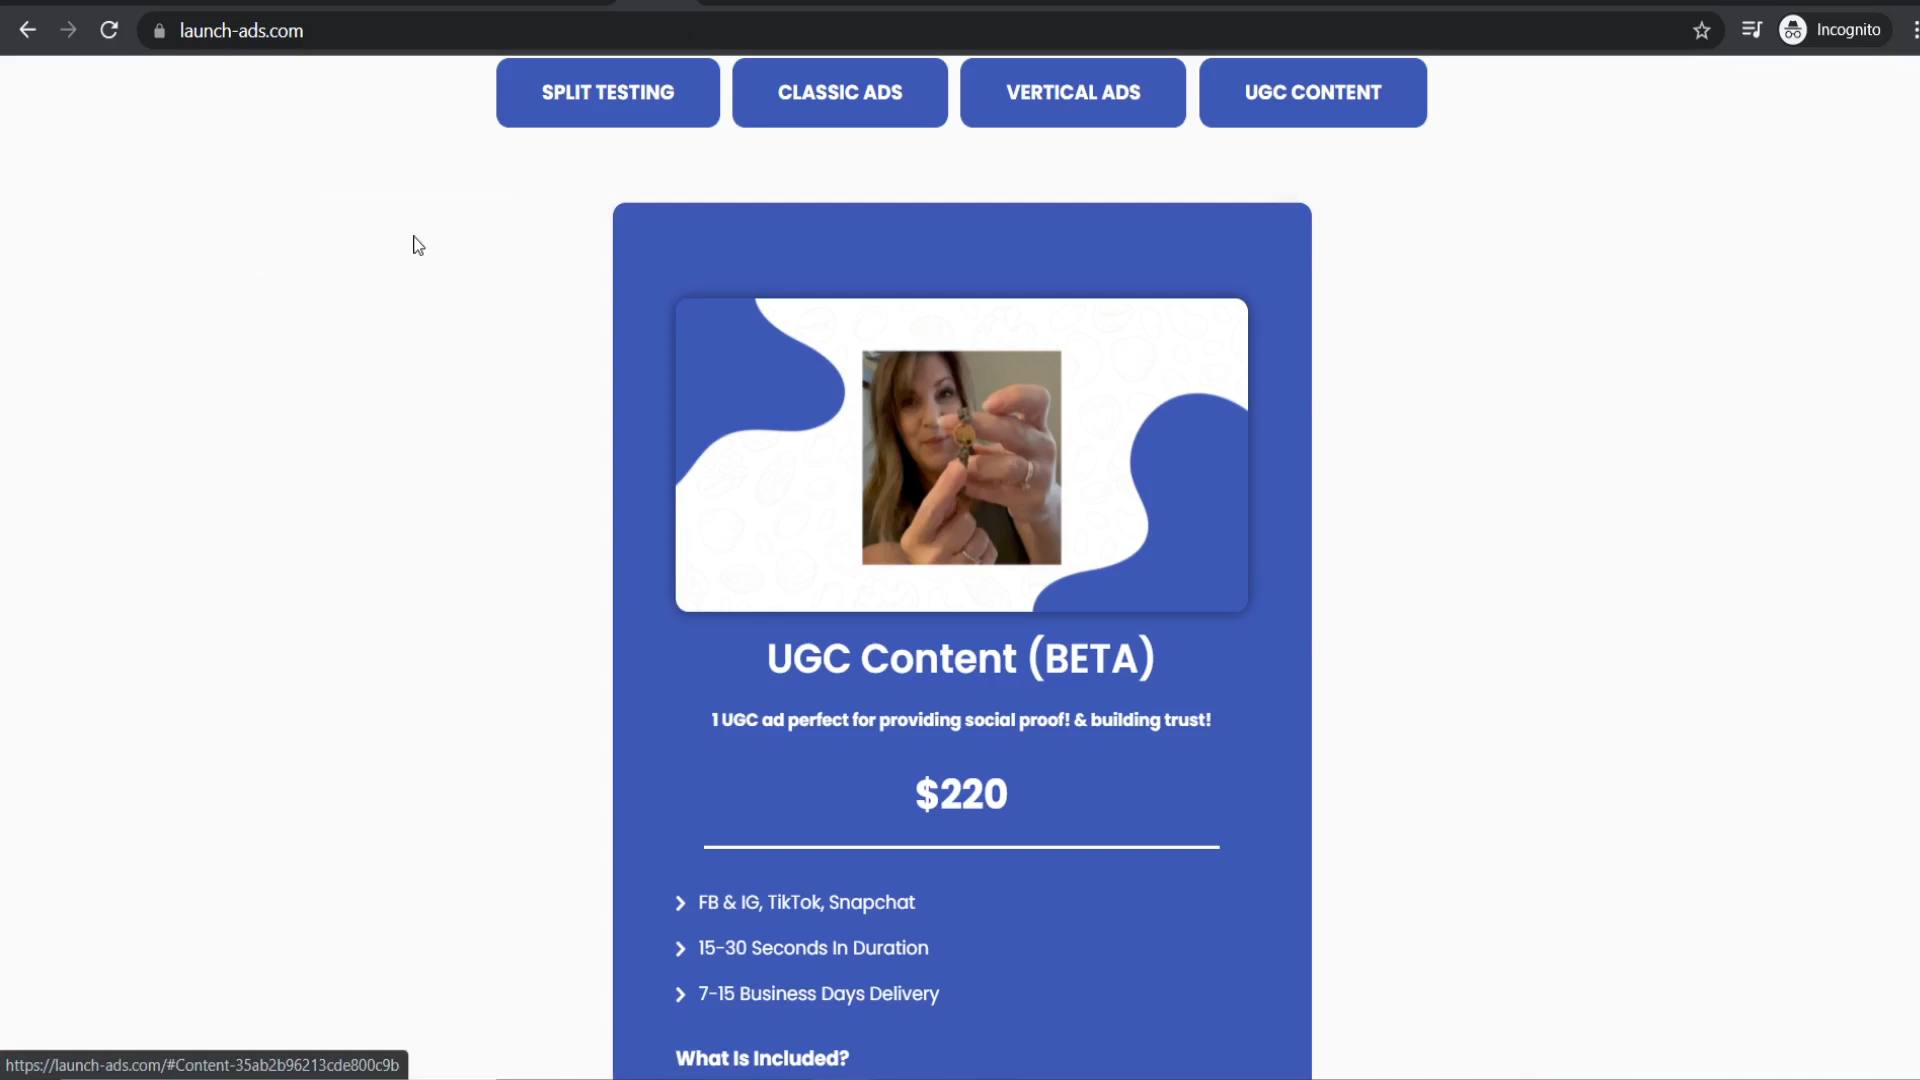 launch-ads.com
Incognito
SPLIT TESTING
CLASSIC ADS
VERTICAL ADS
UGC CONTENT
UGC Content (BETA)
1 UGC ad perfect for providing social proof! & building trust!
$220
FB & IG, TikTok, Snapchat
15-30 Seconds In Duration
7-15 Business Days Delivery
What Is Included?
https://launch-ads.com/#Content-35ab2b96213cde800c9b